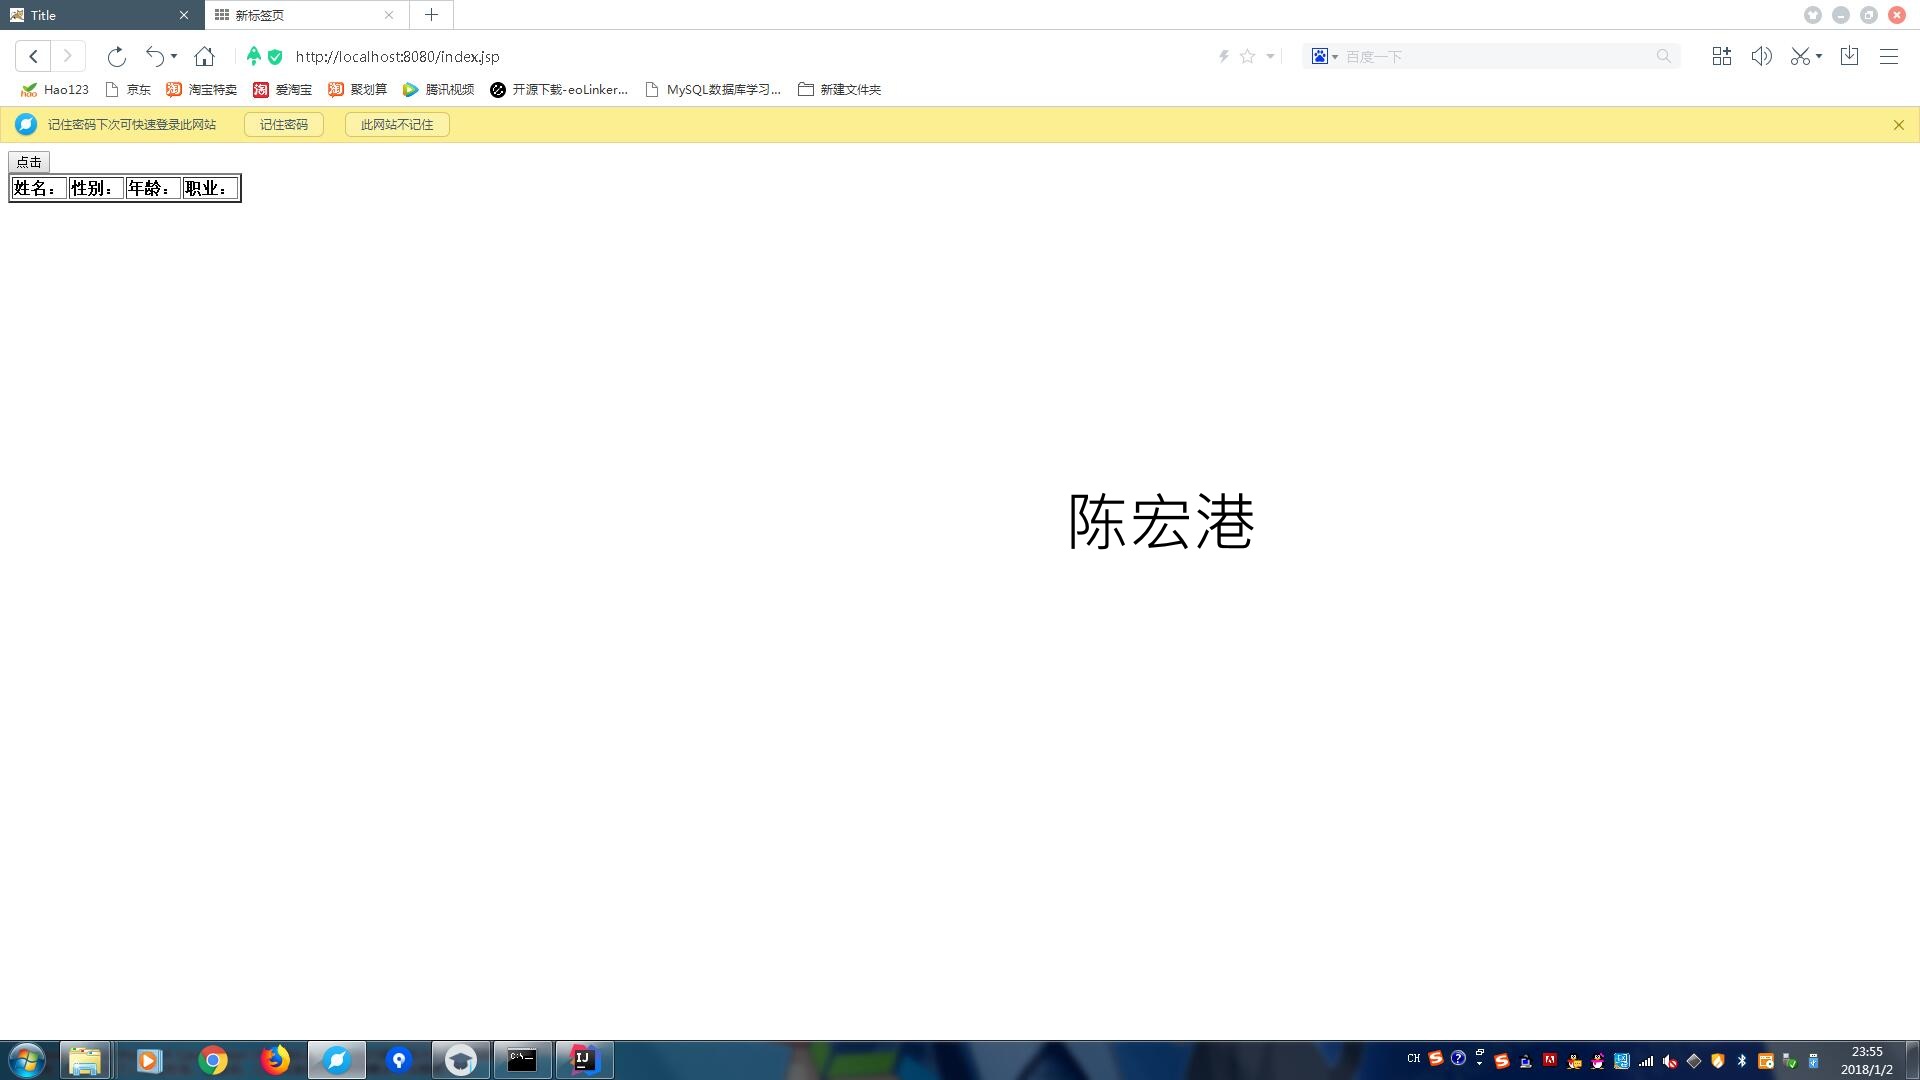 Title
新标签页
http://localhost:8080/index.jsp
百度一下
Hao123
京东
淘宝特卖
爱淘宝
聚划算
腾讯视频
开源下载-eoLinker...
MySQL数据库学习...
新建文件夹
记住密码下次可快速登录此网站
记住密码
此网站不记住
点击
姓名： 性别： 年龄： 职业：
陈宏港
CH
23:55
2018/1/2